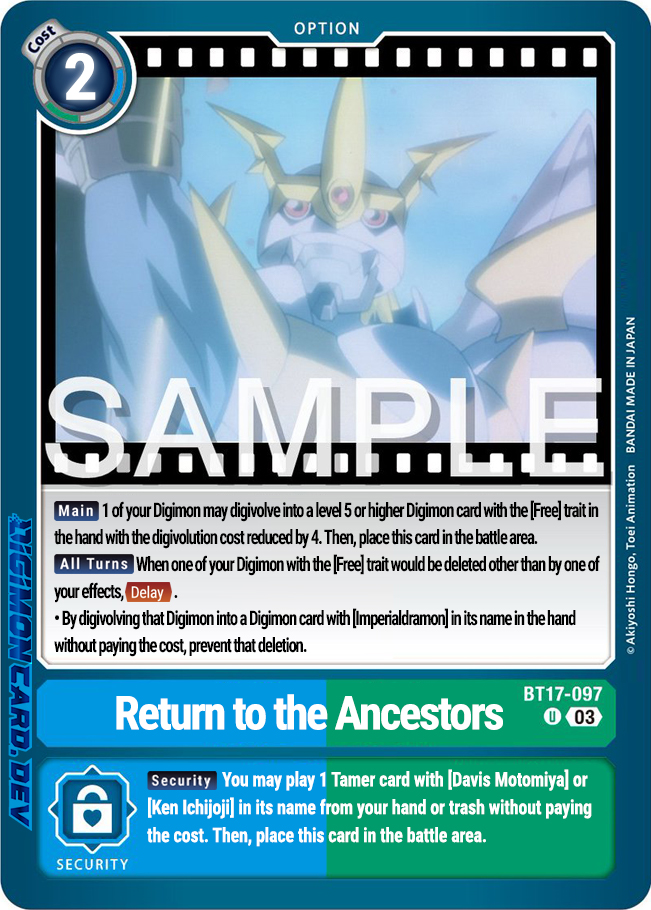 OPTION
Cost
2
SAMPLE
Main 1 of your Digimon may digivolve into a level 5 or higher Digimon card with the [Free] trait in
the hand with the digivolution cost reduced by 4. Then, place this card in the battle area.
All Turns When one of your Digimon with the [Free] trait would be deleted other than by one of
your effects, Delay .
• By digivolving that Digimon into a Digimon card with [Imperialdramon] in its name in the hand
without paying the cost, prevent that deletion.
© Akiyoshi Hongo, Toei Animation BANDAI MADE IN JAPAN
DIGIMONCARD.DEV
Return to the Ancestors
BT17-097
U 03
Security You may play 1 Tamer card with [Davis Motomiya] or
[Ken Ichijoji] in its name from your hand or trash without paying
the cost. Then, place this card in the battle area.
SECURITY